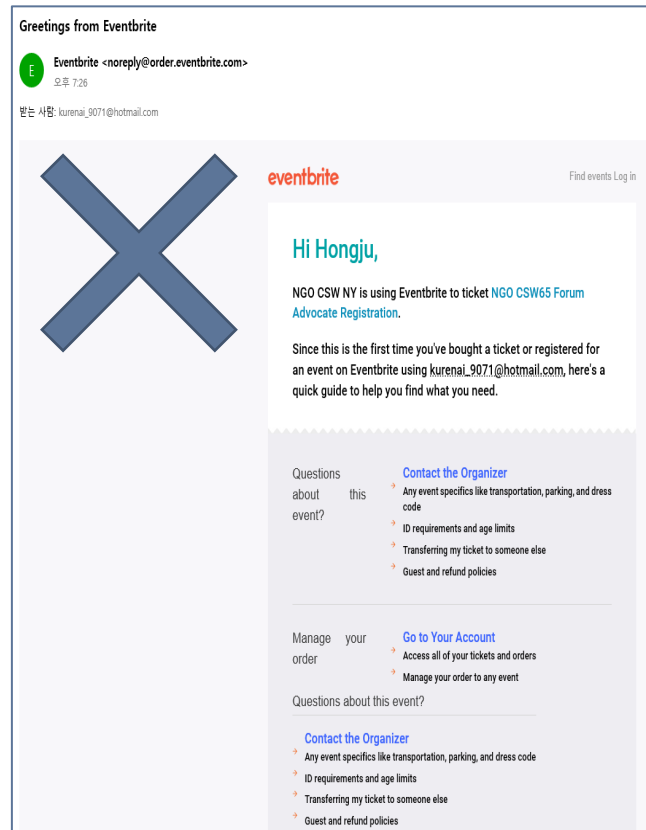 Greetings from Eventbrite
E
Eventbrite <noreply@order.eventbrite.com>
오후 7:26
받는 사람: kurenai_9071@hotmail.com
eventbrite
Find events Log in
Hi Hongju,
NGO CSW NY is using Eventbrite to ticket NGO CSW65 Forum
Advocate Registration.
Since this is the first time you've bought a ticket or registered for
an event on Eventbrite using kurenai_9071@hotmail.com, here's a
quick guide to help you find what you need.
Questions
about this
event?
Contact the Organizer
Any event specifics like transportation, parking, and dress
code
ID requirements and age limits
Transferring my ticket to someone else
Guest and refund policies
Manage your
order
Go to Your Account
Access all of your tickets and orders
Manage your order to any event
Questions about this event?
Contact the Organizer
Any event specifics like transportation, parking, and dress code
ID requirements and age limits
Transferring my ticket to someone else
Guest and refund policies